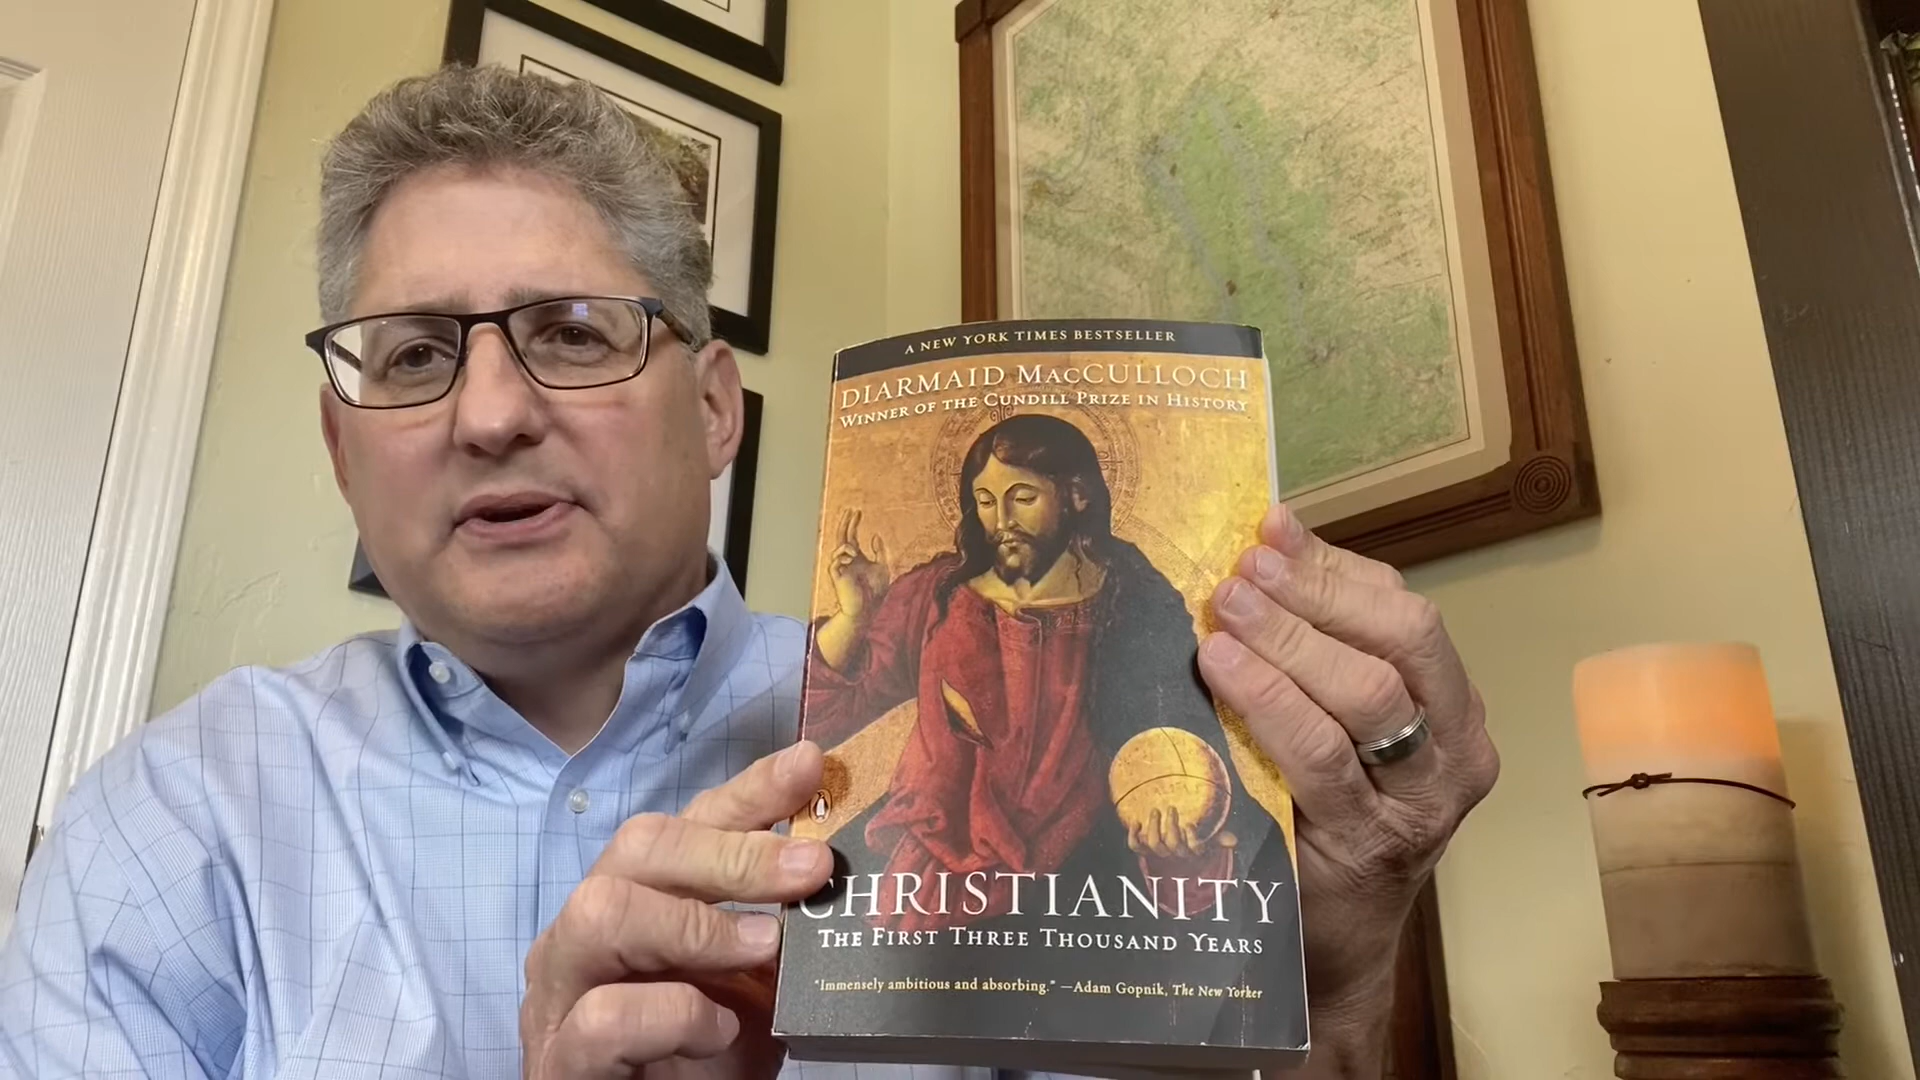 A NEW YORK TIMES BESTSELLER
DIARMAID MACCULLOCH
WINNER OF THE CUNDILL PRIZE IN HISTORY
CHRISTIANITY
THE FIRST THREE THOUSAND YEARS
"Immensely ambitious and absorbing." —Adam Gopnik, The New Yorker